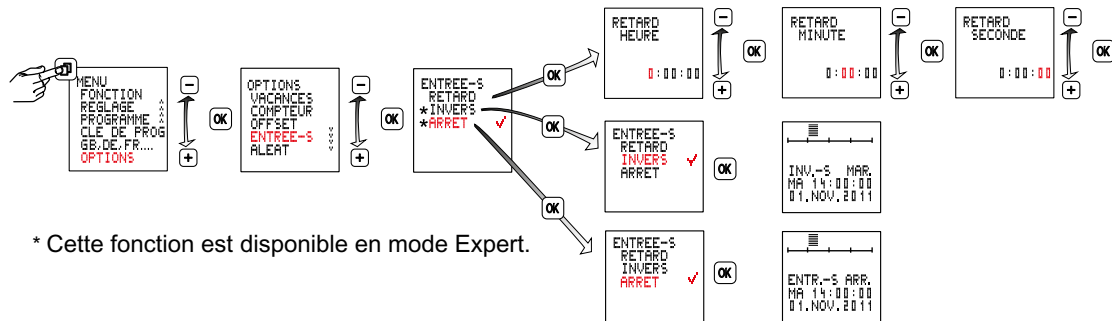 MENU
FONCTION
REGLAGE
PROGRAMME
CLE DE PROG
GB,DE,FR....
OPTIONS
−
+
OK
OPTIONS
VACANCES
COMPTEUR
OFFSET
ENTREE-S
ALEAT
−
+
OK
ENTREE-S
RETARD
*INVERS
*ARRET ✓
OK
RETARD
HEURE
0:00:00
−
+
OK
RETARD
MINUTE
0:00:00
−
+
OK
RETARD
SECONDE
0:00:00
−
+
OK
OK
ENTREE-S
RETARD
INVERS ✓
ARRET
OK
INV.-S MAR.
MA 14:00:00
01.NOV.2011
OK
ENTREE-S
RETARD
INVERS
ARRET ✓
OK
ENTR.-S ARR.
MA 14:00:00
01.NOV.2011
* Cette fonction est disponible en mode Expert.